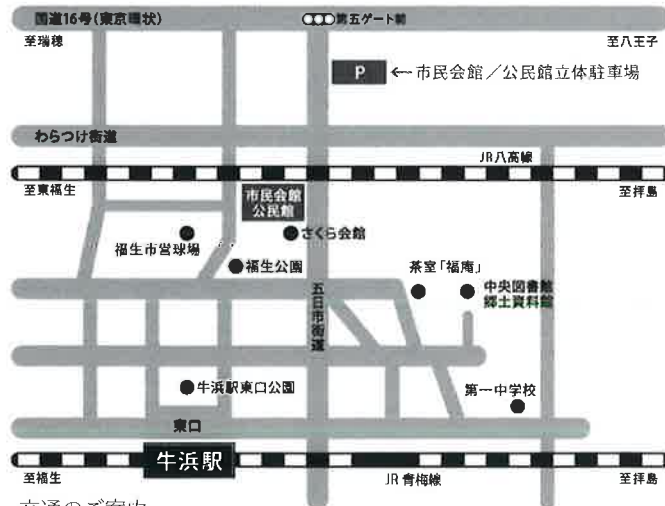 国道16号(東京環状)
第五ゲート前
至瑞穂
至八王子
P ←市民会館／公民館立体駐車場
わらつけ街道
JR八高線
至東福生
至拝島
市民会館
公民館
さくら会館
福生市営球場
福生公園
茶室「福庵」
中央図書館
郷土資料館
五日市街道
牛浜駅東口公園
第一中学校
東口
牛浜駅
至福生
JR青梅線
至拝島
交通のご案内